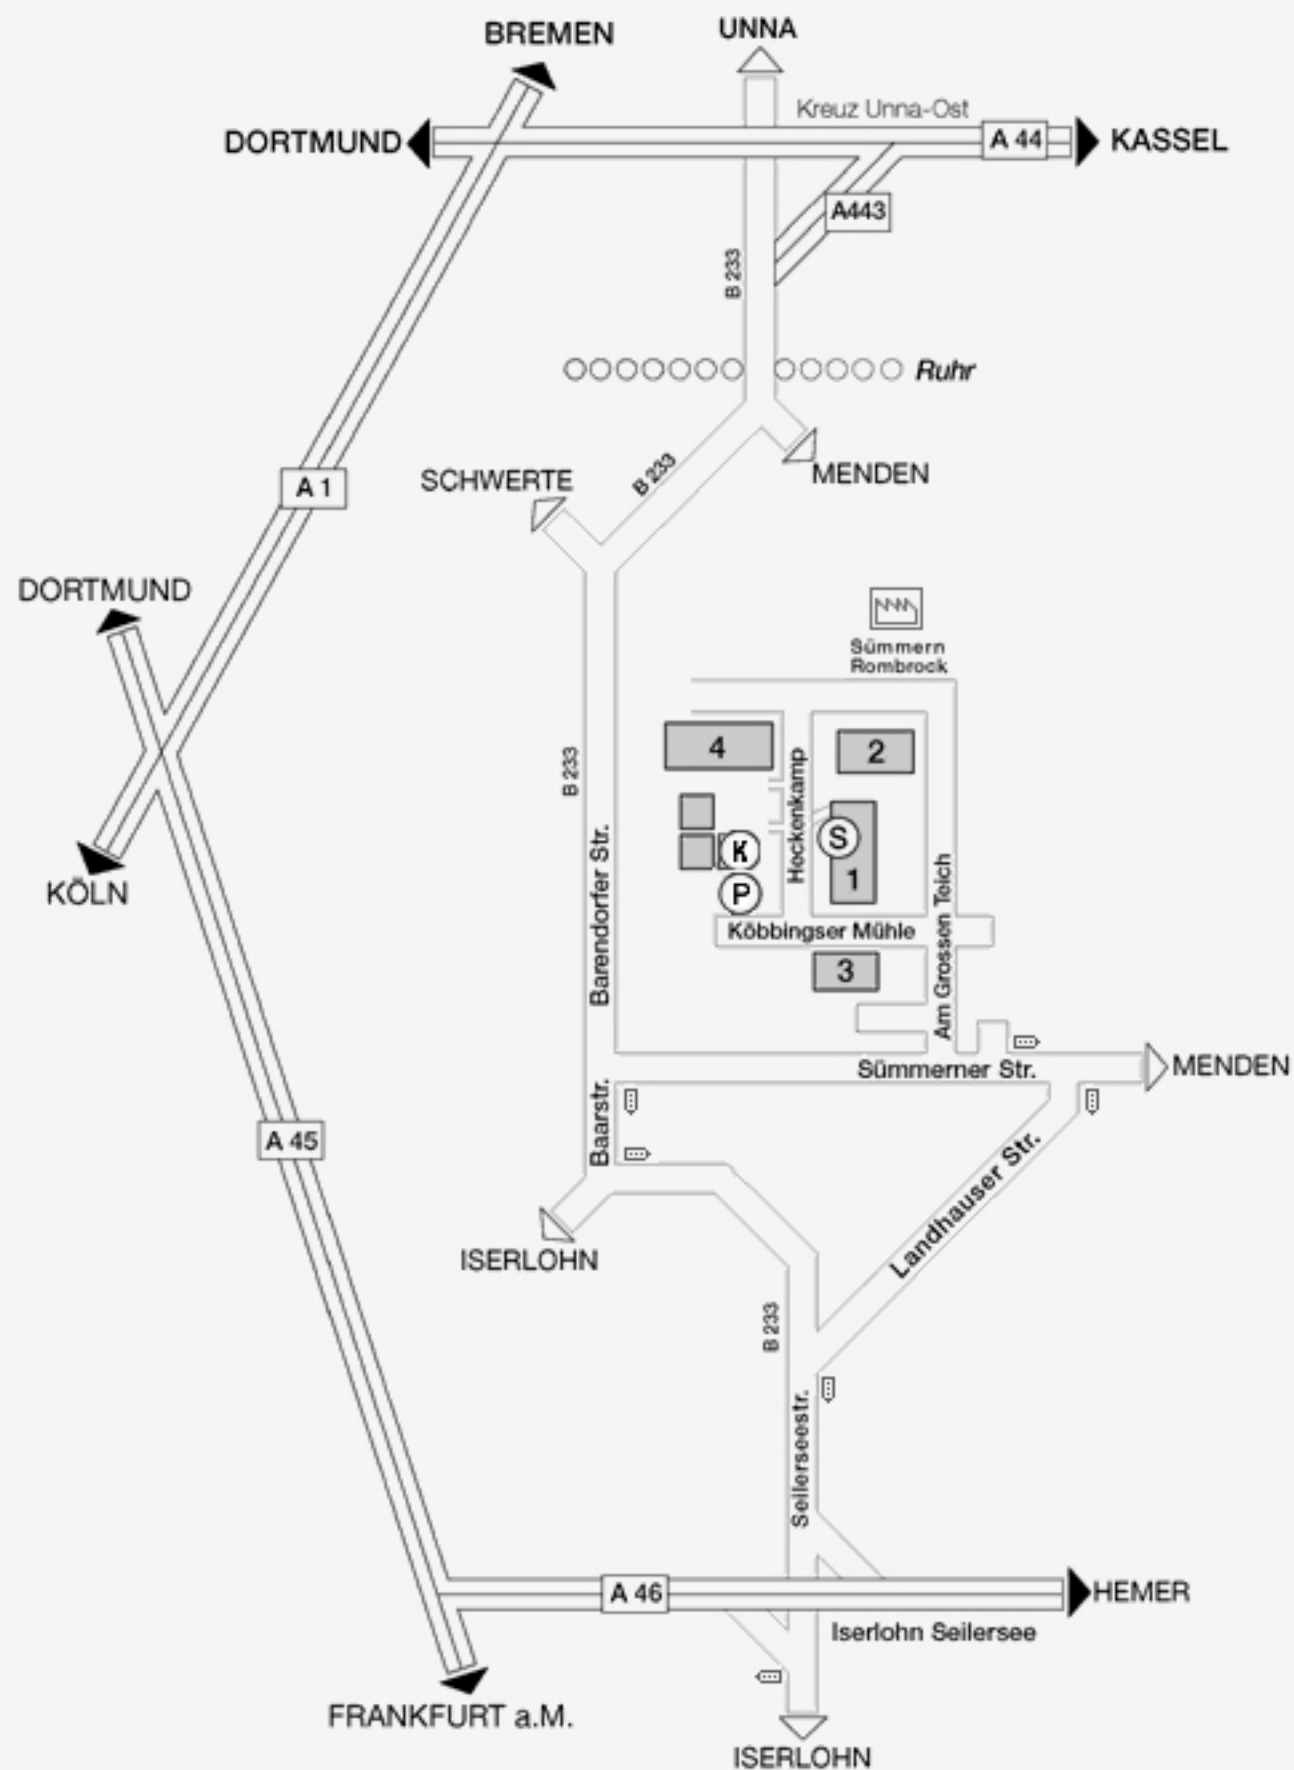 UNNA
BREMEN
Kreuz Unna-Ost
DORTMUND
A 44
KASSEL
A443
B 233
Ruhr
SCHWERTE
B 233
MENDEN
A 1
DORTMUND
Sümmern
Rombrock
4
2
B 233
Heckenkamp
Barendorfer Str.
S
K
1
P
KÖLN
Am Grossen Teich
Köbbingser Mühle
3
Sümmerner Str.
MENDEN
Baarstr.
A 45
Landhauser Str.
ISERLOHN
B 233
Seilerseestr.
A 46
HEMER
Iserlohn Seilersee
FRANKFURT a.M.
ISERLOHN